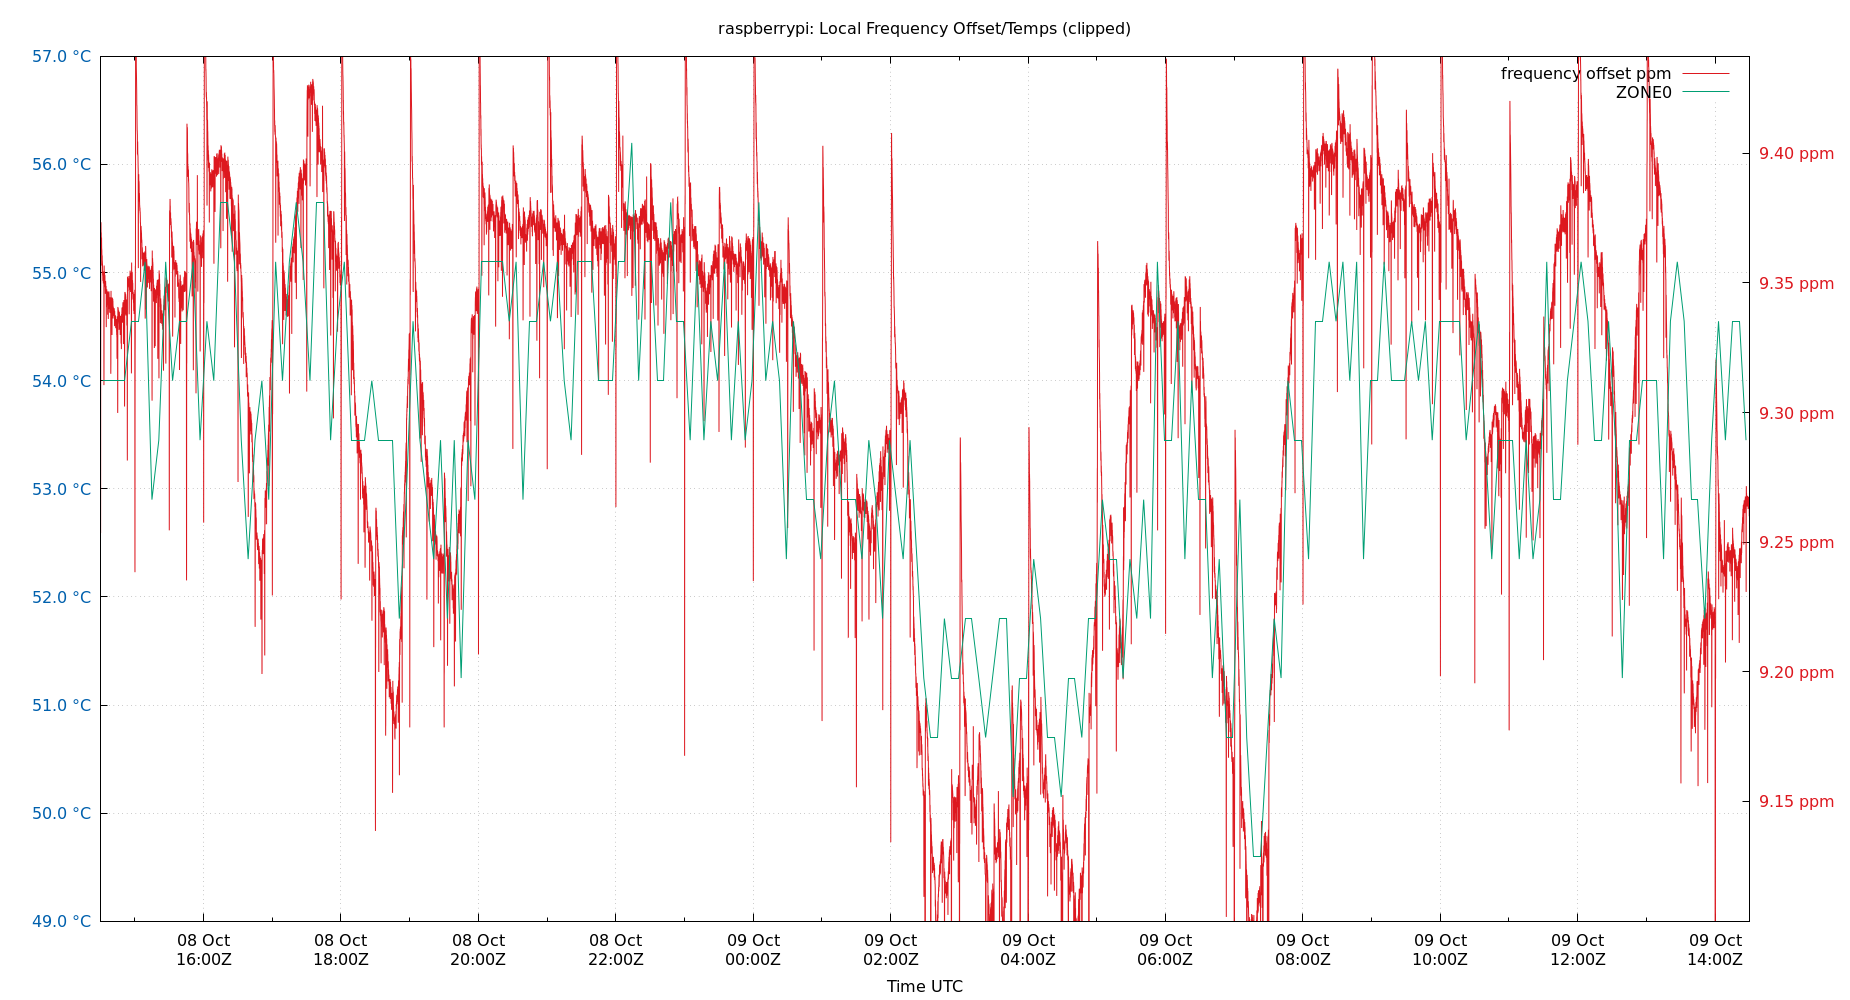 raspberrypi: Local Frequency Offset/Temps (clipped)
57.0 °C
56.0 °C
55.0 °C
54.0 °C
53.0 °C
52.0 °C
51.0 °C
50.0 °C
49.0 °C
frequency offset ppm
ZONE0
9.40 ppm
9.35 ppm
9.30 ppm
9.25 ppm
9.20 ppm
9.15 ppm
08 Oct
16:00Z
08 Oct
18:00Z
08 Oct
20:00Z
08 Oct
22:00Z
09 Oct
00:00Z
09 Oct
02:00Z
09 Oct
04:00Z
09 Oct
06:00Z
09 Oct
08:00Z
09 Oct
10:00Z
09 Oct
12:00Z
09 Oct
14:00Z
Time UTC